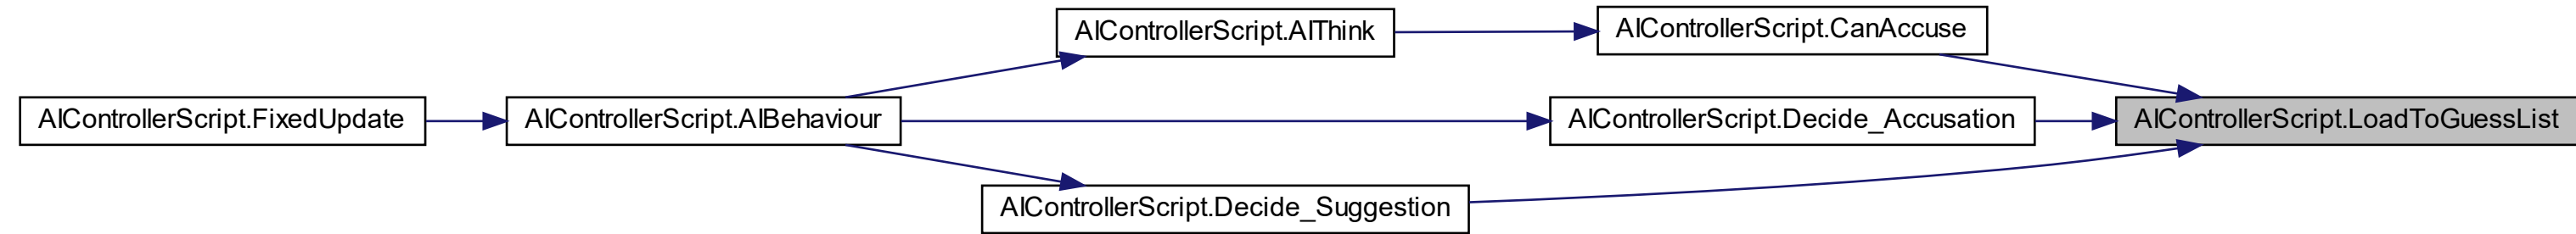 AIControllerScript.AIThink
AIControllerScript.CanAccuse
AIControllerScript.FixedUpdate
AIControllerScript.AIBehaviour
AIControllerScript.Decide_Accusation
AIControllerScript.LoadToGuessList
AIControllerScript.Decide_Suggestion